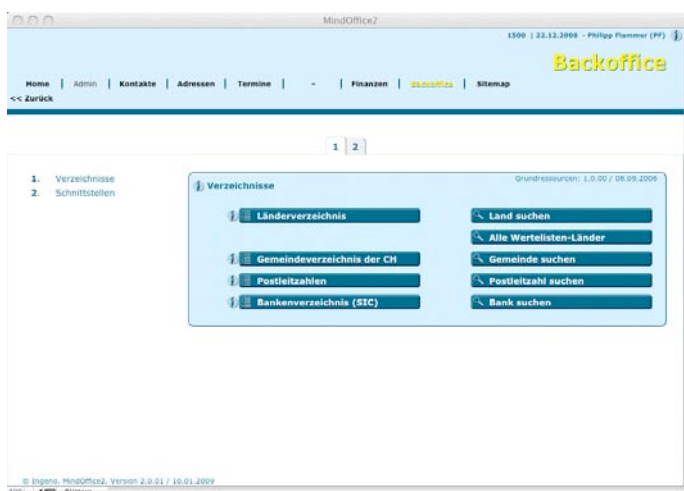 MindOffice2
1500 | 22.12.2008 - Philipp Flammer (PF)
Backoffice
Home | Admin | Kontakte | Adressen | Termine | - | Finanzen | Backoffice | Sitemap
<< Zurück
1 2
1. Verzeichnisse
2. Schnittstellen
Verzeichnisse
Grundressourcen: 1.0.00 / 08.09.2006
Länderverzeichnis
Land suchen
Alle Wertelisten-Länder
Gemeindeverzeichnis der CH
Gemeinde suchen
Postleitzahlen
Postleitzahl suchen
Bankenverzeichnis (SIC)
Bank suchen
© Ingeno, MindOffice2, Version 2.0.01 / 10.01.2009